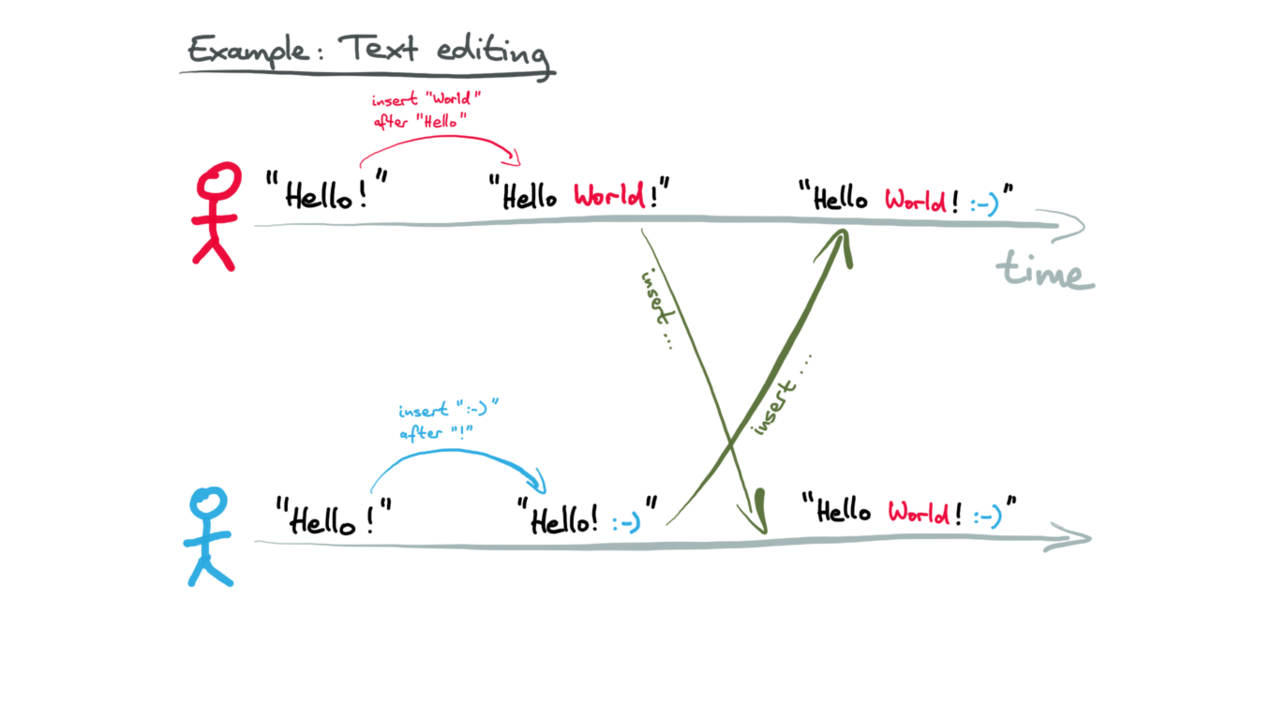 Example: Text editing
insert "World"
after "Hello"
"Hello!"
"Hello World!"
"Hello World! :-)"
time
insert ...
insert ....
insert ":-)"
after "!"
"Hello!"
"Hello! :-)"
"Hello World! :-)"